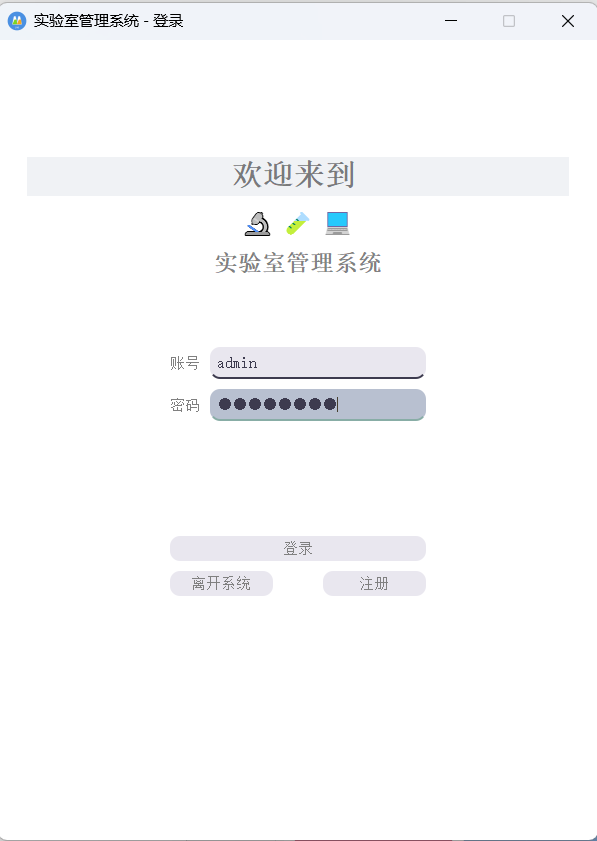 实验室管理系统 - 登录
欢迎来到
实验室管理系统
账号 admin
密码 ●●●●●●●●
登录
离开系统 注册